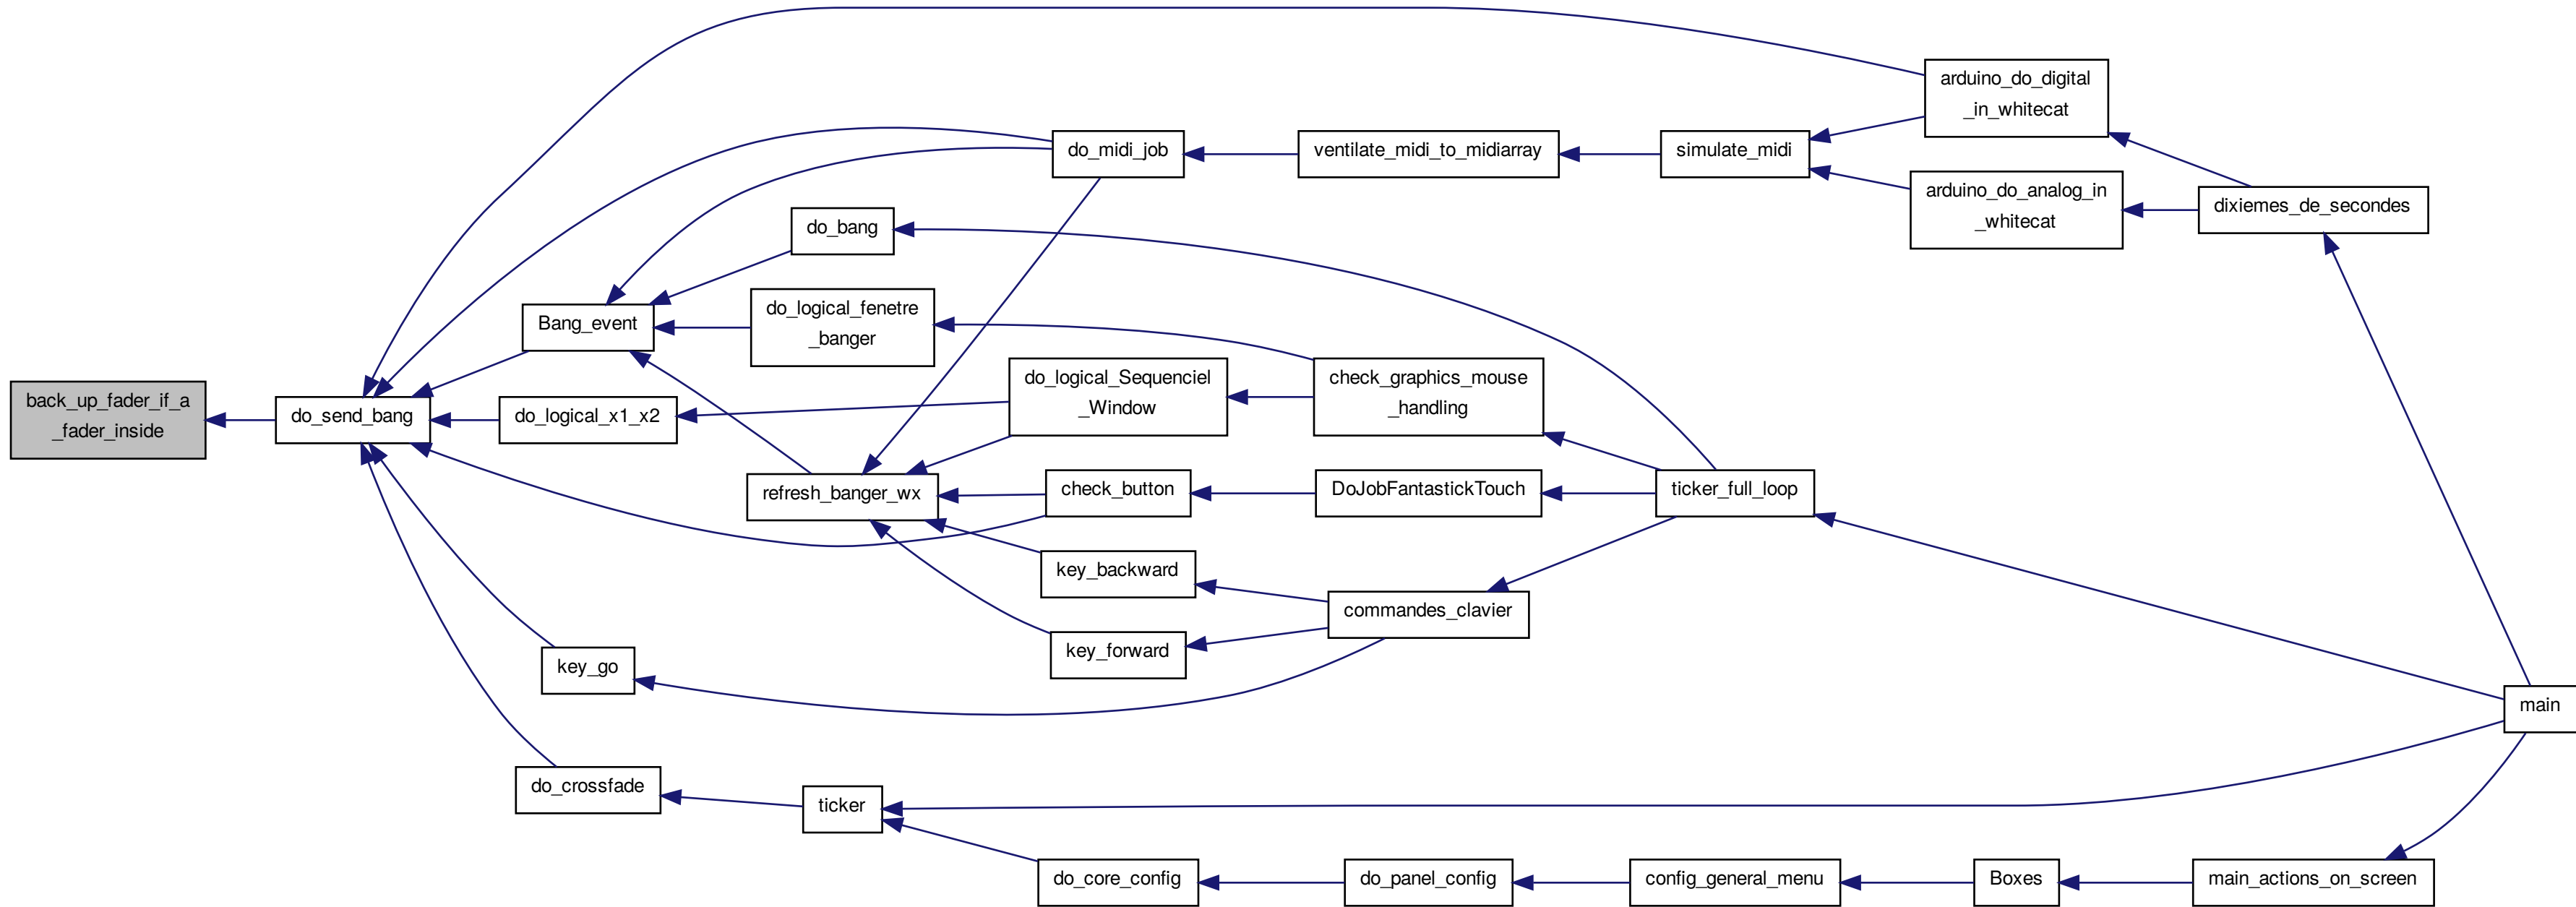 arduino_do_digital
_in_whitecat
do_midi_job
ventilate_midi_to_midiarray
simulate_midi
arduino_do_analog_in
_whitecat
dixiemes_de_secondes
do_bang
Bang_event
do_logical_fenetre
_banger
do_logical_Sequenciel
_Window
check_graphics_mouse
_handling
back_up_fader_if_a
_fader_inside
do_send_bang
do_logical_x1_x2
refresh_banger_wx
check_button
DoJobFantastickTouch
ticker_full_loop
key_backward
commandes_clavier
key_forward
key_go
main
do_crossfade
ticker
do_core_config
do_panel_config
config_general_menu
Boxes
main_actions_on_screen